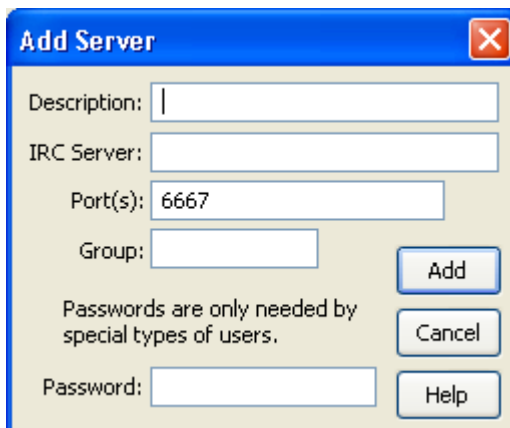 Add Server
Description:
IRC Server:
Port(s): 6667
Group:
Add
Passwords are only needed by
special types of users.
Cancel
Password:
Help